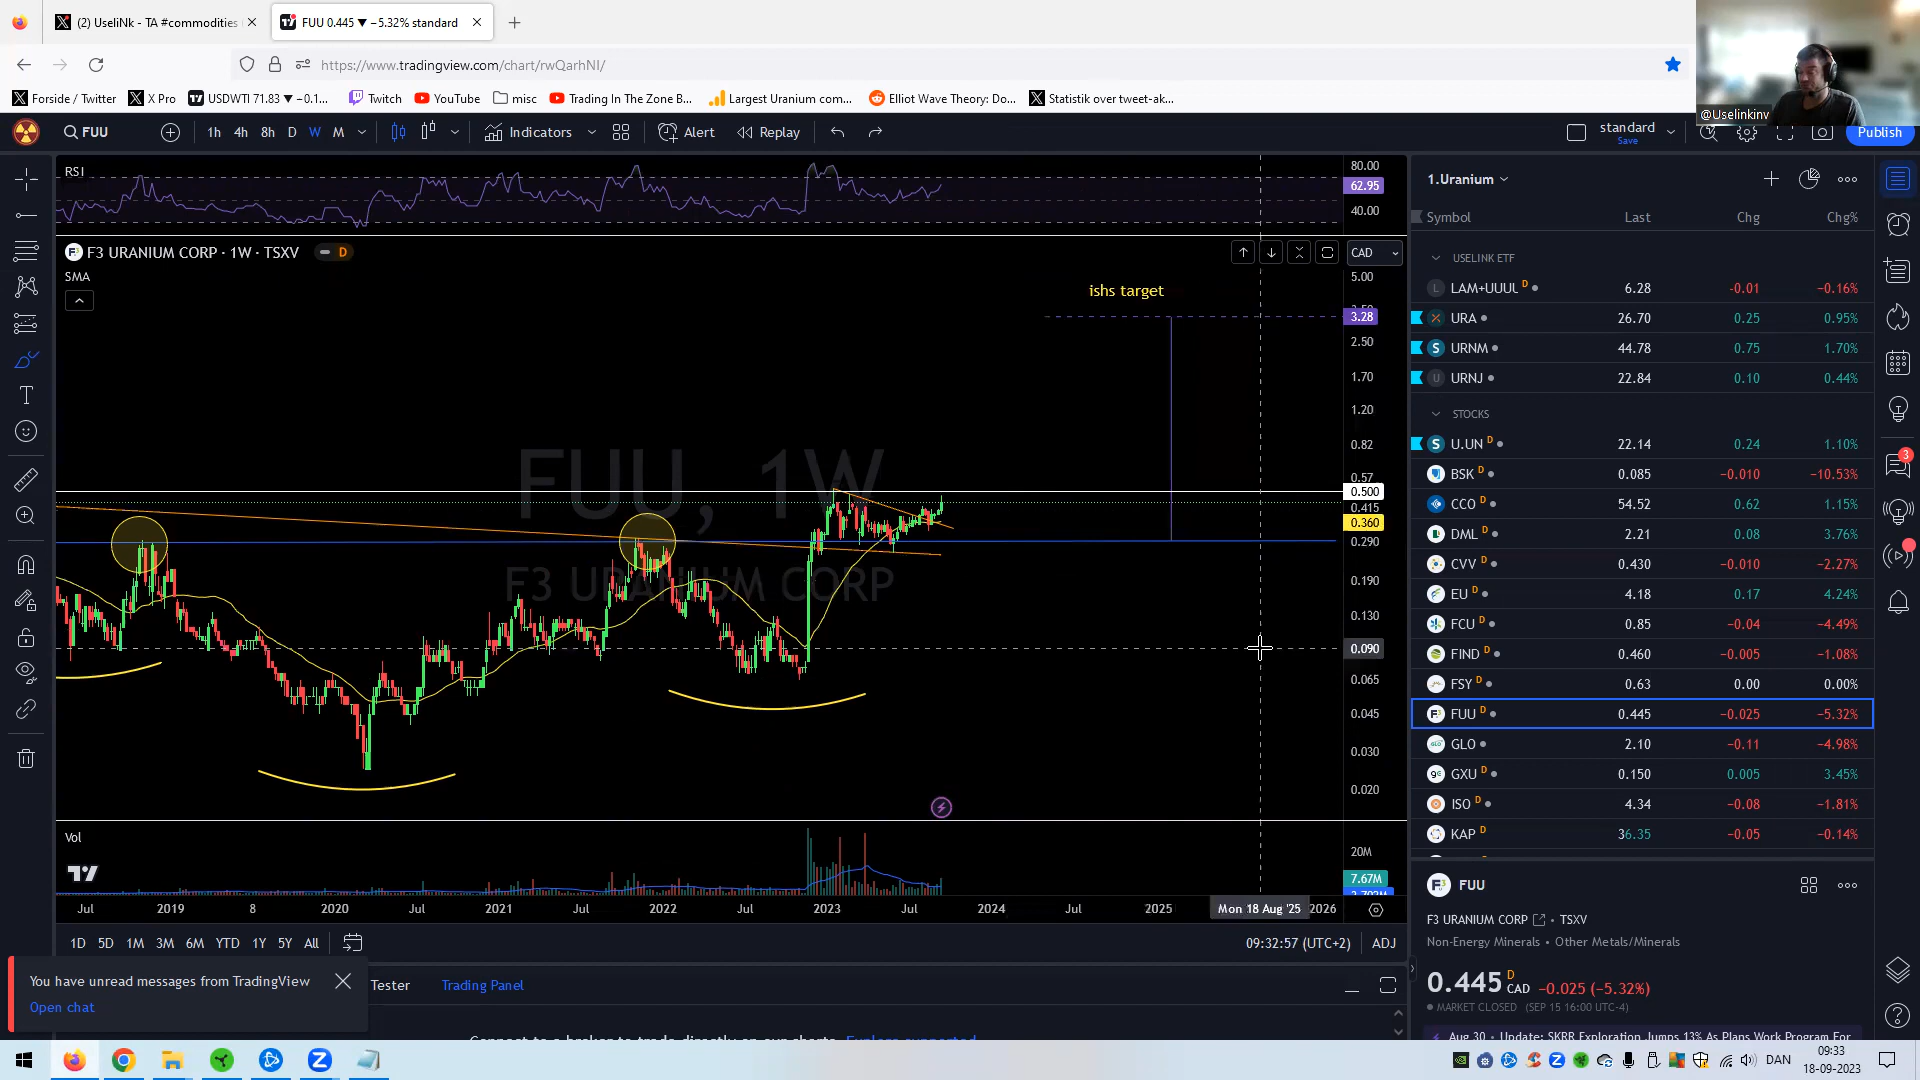 (2) UseliNk - TA #commodities
FUU 0.445 ▼ −5.32% standard
https://www.tradingview.com/chart/rwQarhNI/
Forside / Twitter
X Pro
USDWTI 71.83 ▼ −0.1...
Twitch
YouTube
misc
Trading In The Zone B...
Largest Uranium com...
Elliot Wave Theory: Do...
Statistik over tweet-ak...
@Uselinkinv
FUU
1h 4h 8h D W M
Indicators
Alert
Replay
standard
Save
Publish
RSI
80.00
62.95
40.00
F3 URANIUM CORP · 1W · TSXV
D
CAD
SMA
ishs target
FUU, 1W
F3 URANIUM CORP
5.00
3.28
2.50
1.70
1.20
0.82
0.57
0.500
0.415
0.360
0.290
0.190
0.130
0.090
0.065
0.045
0.030
0.020
Vol
20M
7.67M
Jul 2019 8 2020 Jul 2021 Jul 2022 Jul 2023 Jul 2024 Jul 2025 Mon 18 Aug '25 2026
1D 5D 1M 3M 6M YTD 1Y 5Y All
09:32:57 (UTC+2) ADJ
You have unread messages from TradingView
Open chat
Tester
Trading Panel
1.Uranium
Symbol Last Chg Chg%
USELINK ETF
LAM+UUUU D 6.28 −0.01 −0.16%
URA 26.70 0.25 0.95%
URNM 44.78 0.75 1.70%
URNJ 22.84 0.10 0.44%
STOCKS
U.UN D 22.14 0.24 1.10%
BSK D 0.085 −0.010 −10.53%
CCO D 54.52 0.62 1.15%
DML D 2.21 0.08 3.76%
CVV D 0.430 −0.010 −2.27%
EU D 4.18 0.17 4.24%
FCU D 0.85 −0.04 −4.49%
FIND D 0.460 −0.005 −1.08%
FSY D 0.63 0.00 0.00%
FUU D 0.445 −0.025 −5.32%
GLO 2.10 −0.11 −4.98%
GXU D 0.150 0.005 3.45%
ISO D 4.34 −0.08 −1.81%
KAP D 36.35 −0.05 −0.14%
3
FUU
F3 URANIUM CORP • TSXV
Non-Energy Minerals • Other Metals/Minerals
0.445 D CAD −0.025 (−5.32%)
MARKET CLOSED (SEP 15 16:00 UTC-4)
Aug 30 • Update: SKRR Exploration Jumps 13% As Plans Work Program For
DAN
09:33
18-09-2023